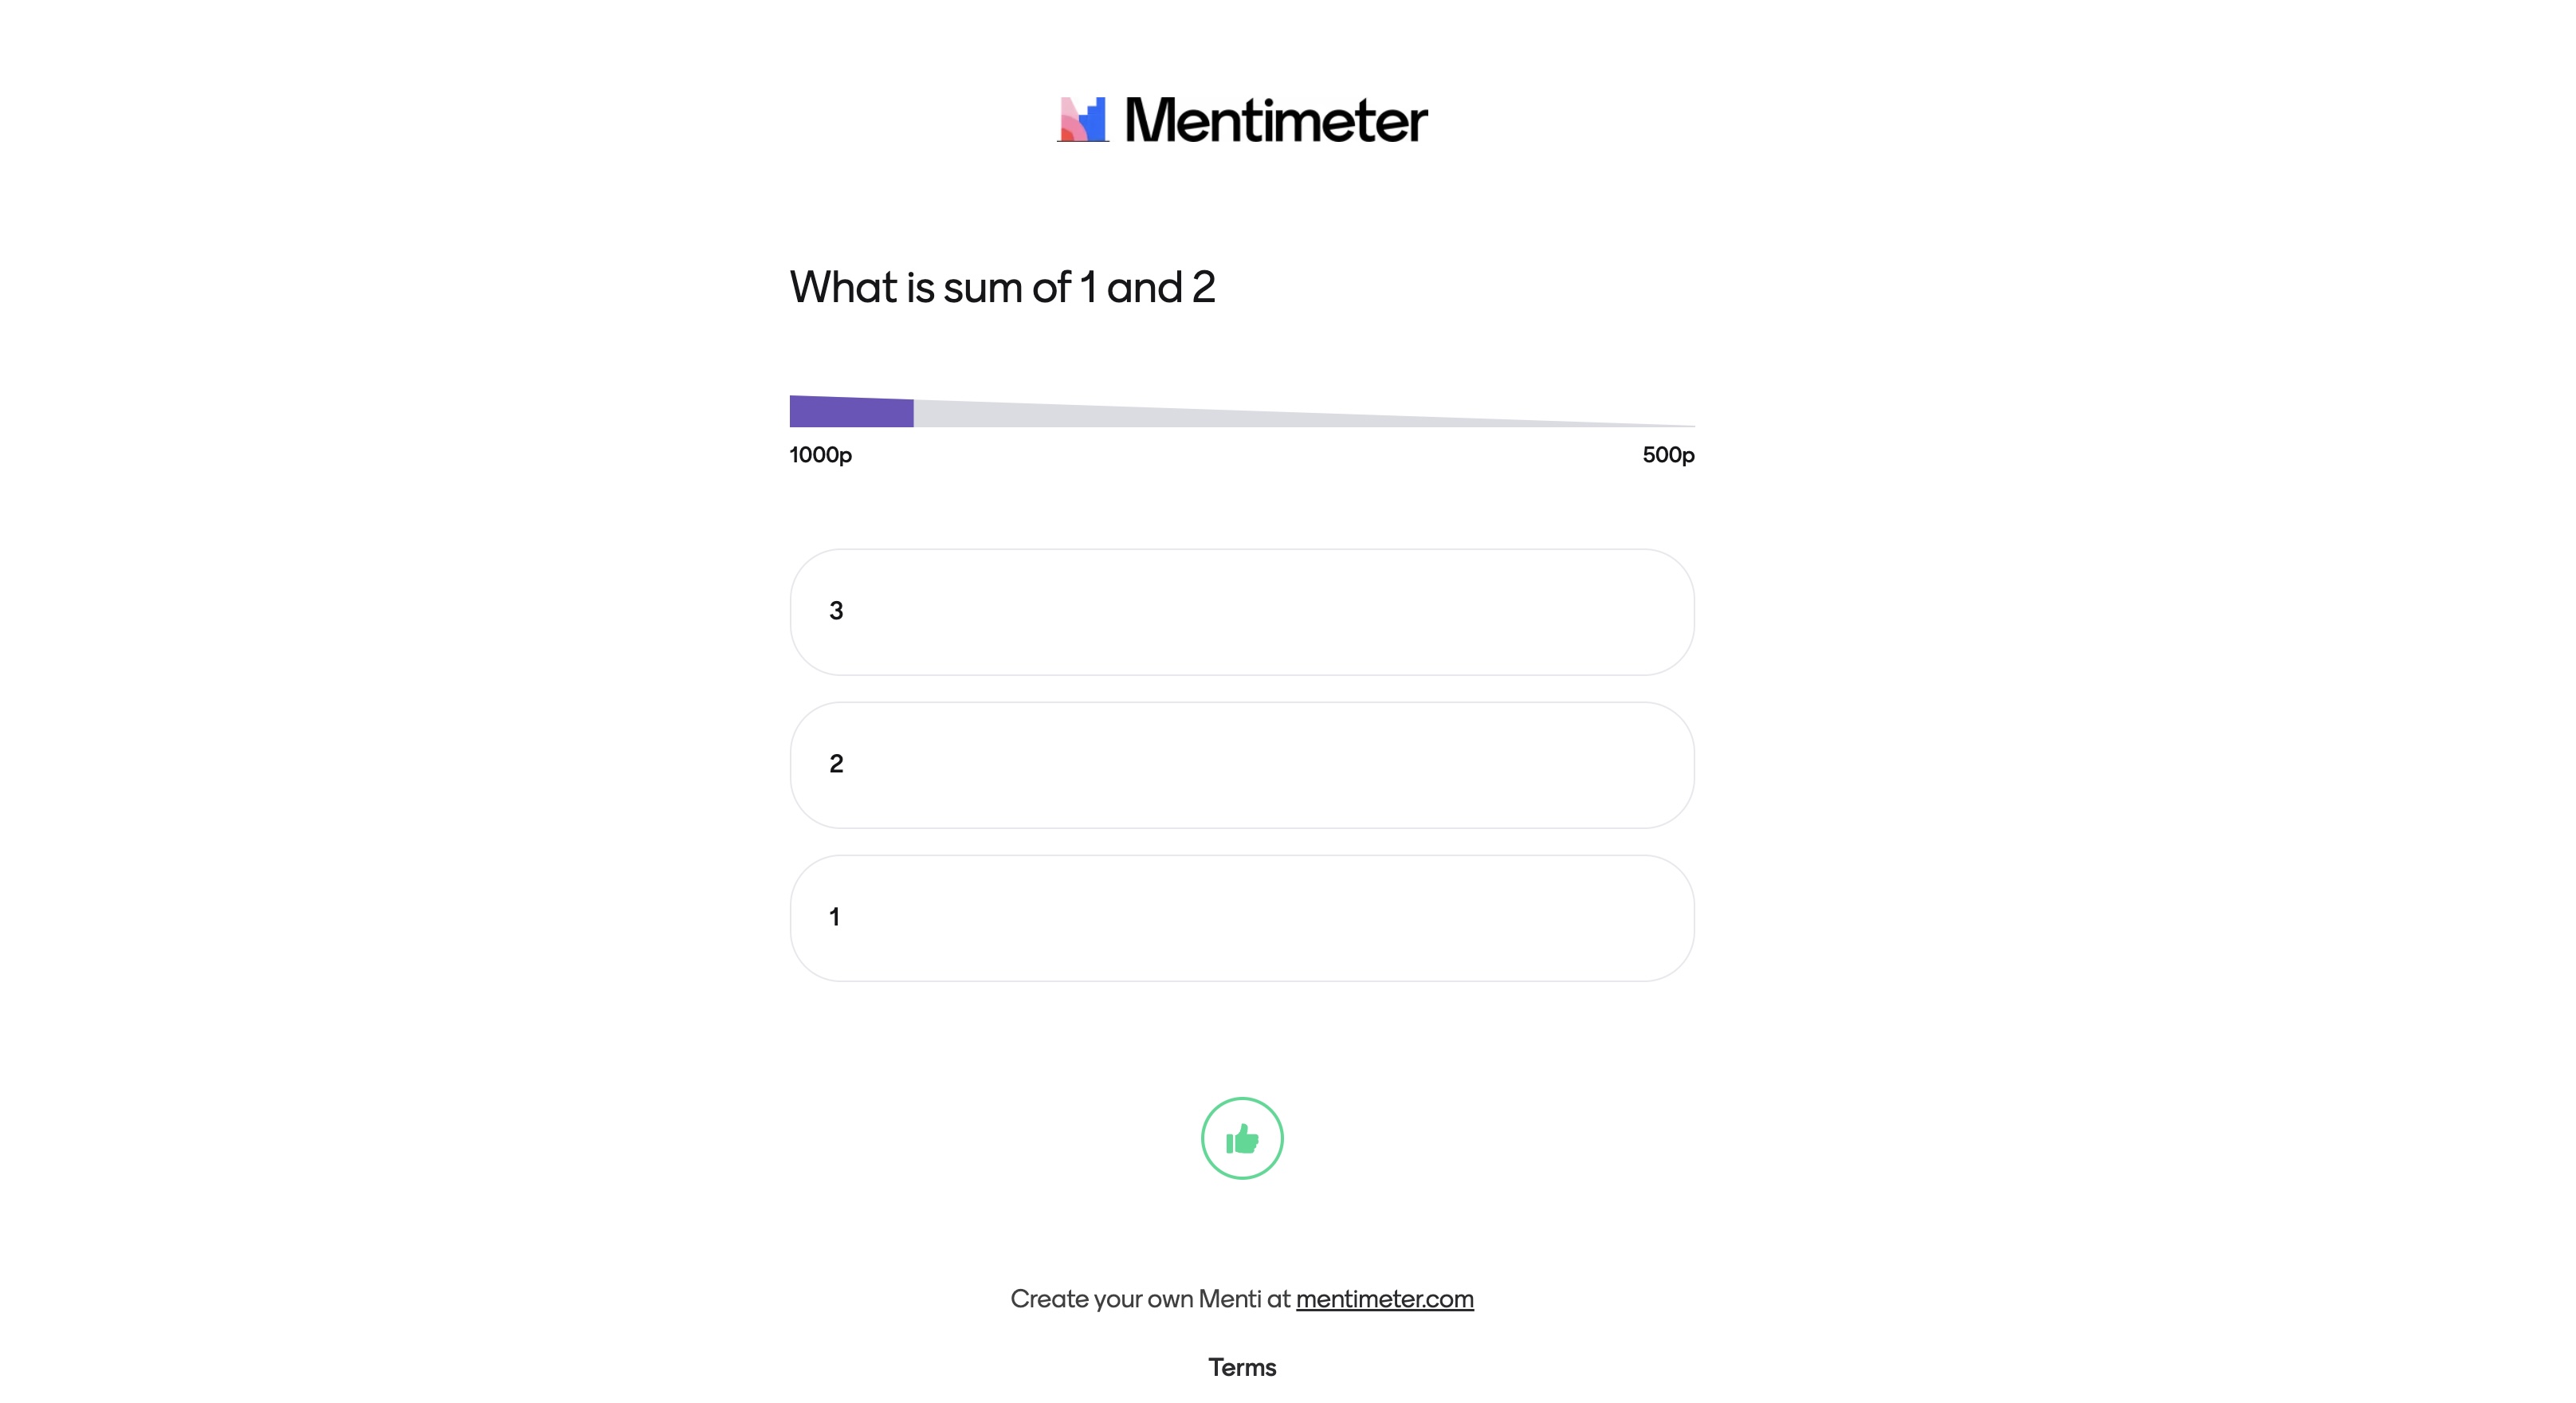 Mentimeter
What is sum of 1 and 2
1000p
500p
3
2
1
Create your own Menti at mentimeter.com
Terms